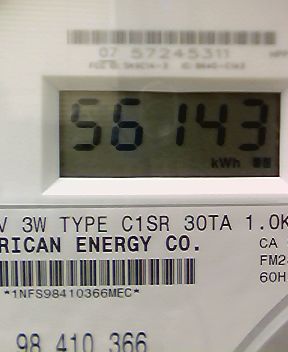 07 57245311
56143
kWh
V 3W TYPE C1SR 30TA 1.0K
RICAN ENERGY CO.
CA
FM2
60H
*1NFS98410366MEC*
98 410 366